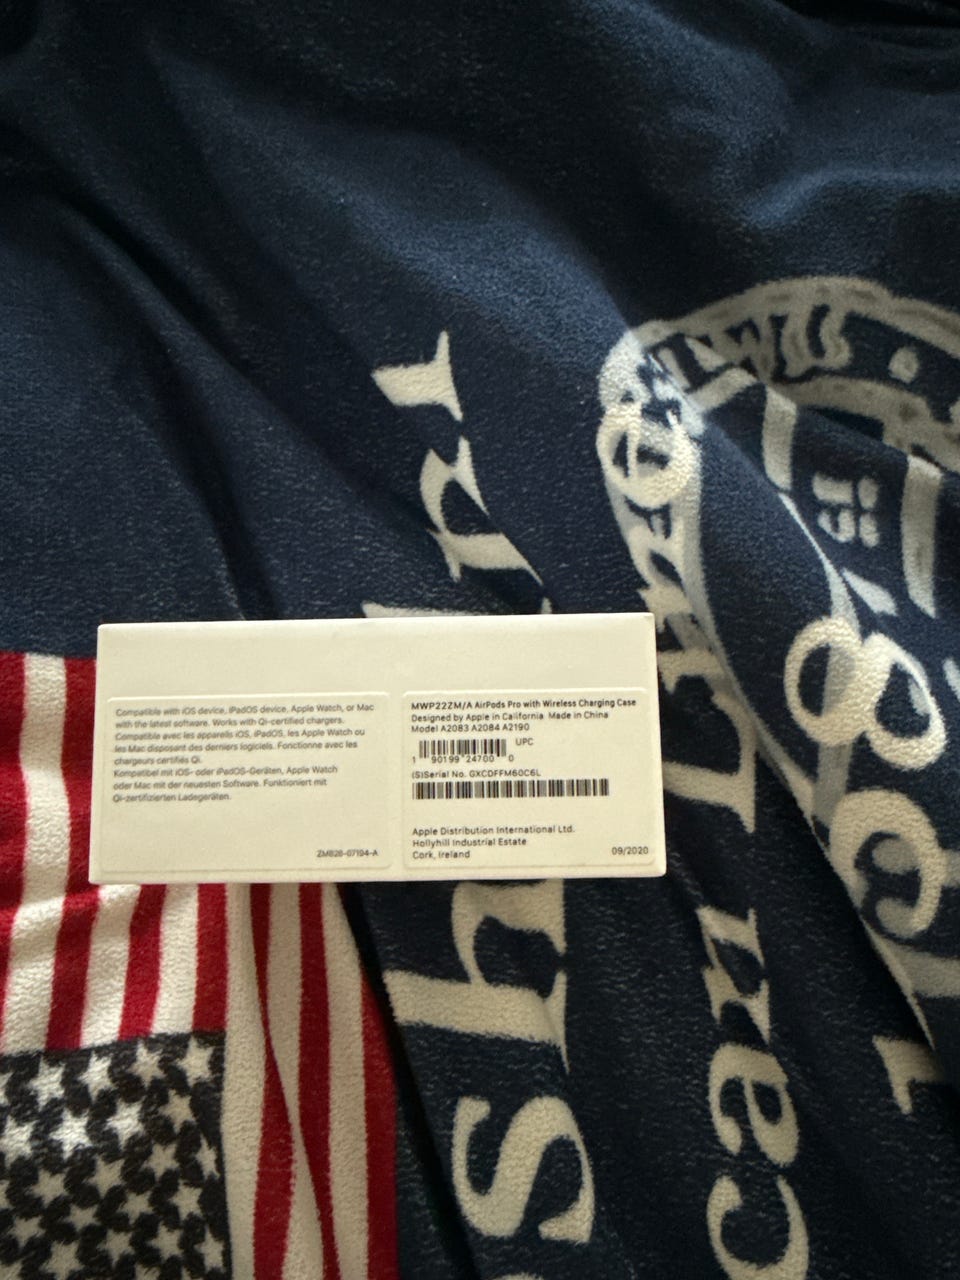 Compatible with iOS device, iPadOS device, Apple Watch, or Mac
with the latest software. Works with Qi-certified chargers.
Compatible avec les appareils iOS, iPadOS, les Apple Watch ou
les Mac disposant des derniers logiciels. Fonctionne avec les
chargeurs certifiés Qi.
Kompatibel mit iOS- oder iPadOS-Geräten, Apple Watch
oder Mac mit der neuesten Software. Funktioniert mit
Qi-zertifizierten Ladegeräten.
ZM826-07194-A
MWP22ZM/A AirPods Pro with Wireless Charging Case
Designed by Apple in California Made in China
Model A2083 A2084 A2190
UPC
1 90199 24700 0
(S)Serial No. GXCDFFM60C6L
Apple Distribution International Ltd.
Hollyhill Industrial Estate
Cork, Ireland
09/2020
sh
can